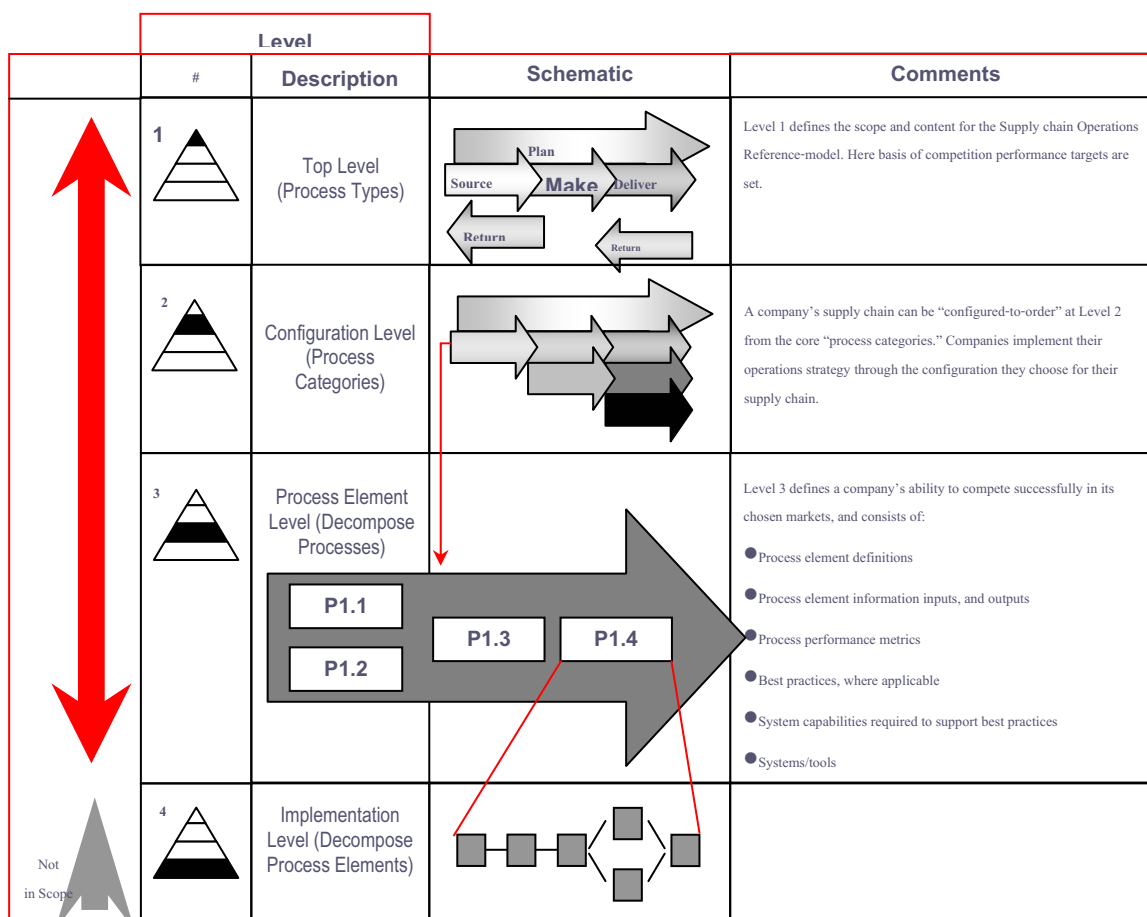 Level
#
Description
Schematic
Comments
1
Top Level
(Process Types)
Plan
Source
Make
Deliver
Return
Return
Level 1 defines the scope and content for the Supply chain Operations
Reference-model. Here basis of competition performance targets are
set.
2
Configuration Level
(Process
Categories)
A company’s supply chain can be “configured-to-order” at Level 2
from the core “process categories.” Companies implement their
operations strategy through the configuration they choose for their
supply chain.
3
Process Element
Level (Decompose
Processes)
P1.1
P1.2
P1.3
P1.4
Level 3 defines a company’s ability to compete successfully in its
chosen markets, and consists of:
●Process element definitions
●Process element information inputs, and outputs
●Process performance metrics
●Best practices, where applicable
●System capabilities required to support best practices
●Systems/tools
4
Implementation
Level (Decompose
Process Elements)
Not
in Scope